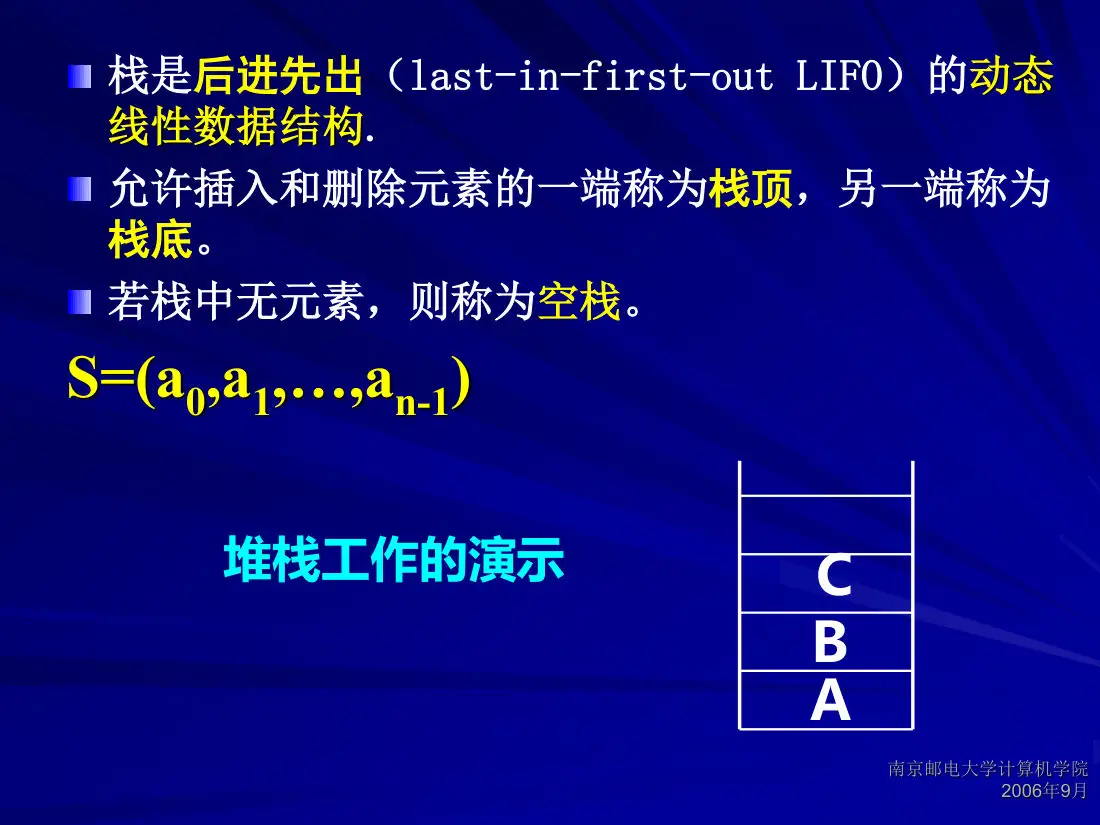 栈是后进先出（last-in-first-out LIFO）的动态
线性数据结构.
允许插入和删除元素的一端称为栈顶，另一端称为
栈底。
若栈中无元素，则称为空栈。
S=(a0,a1,…,an-1)
堆栈工作的演示
C
B
A
南京邮电大学计算机学院
2006年9月